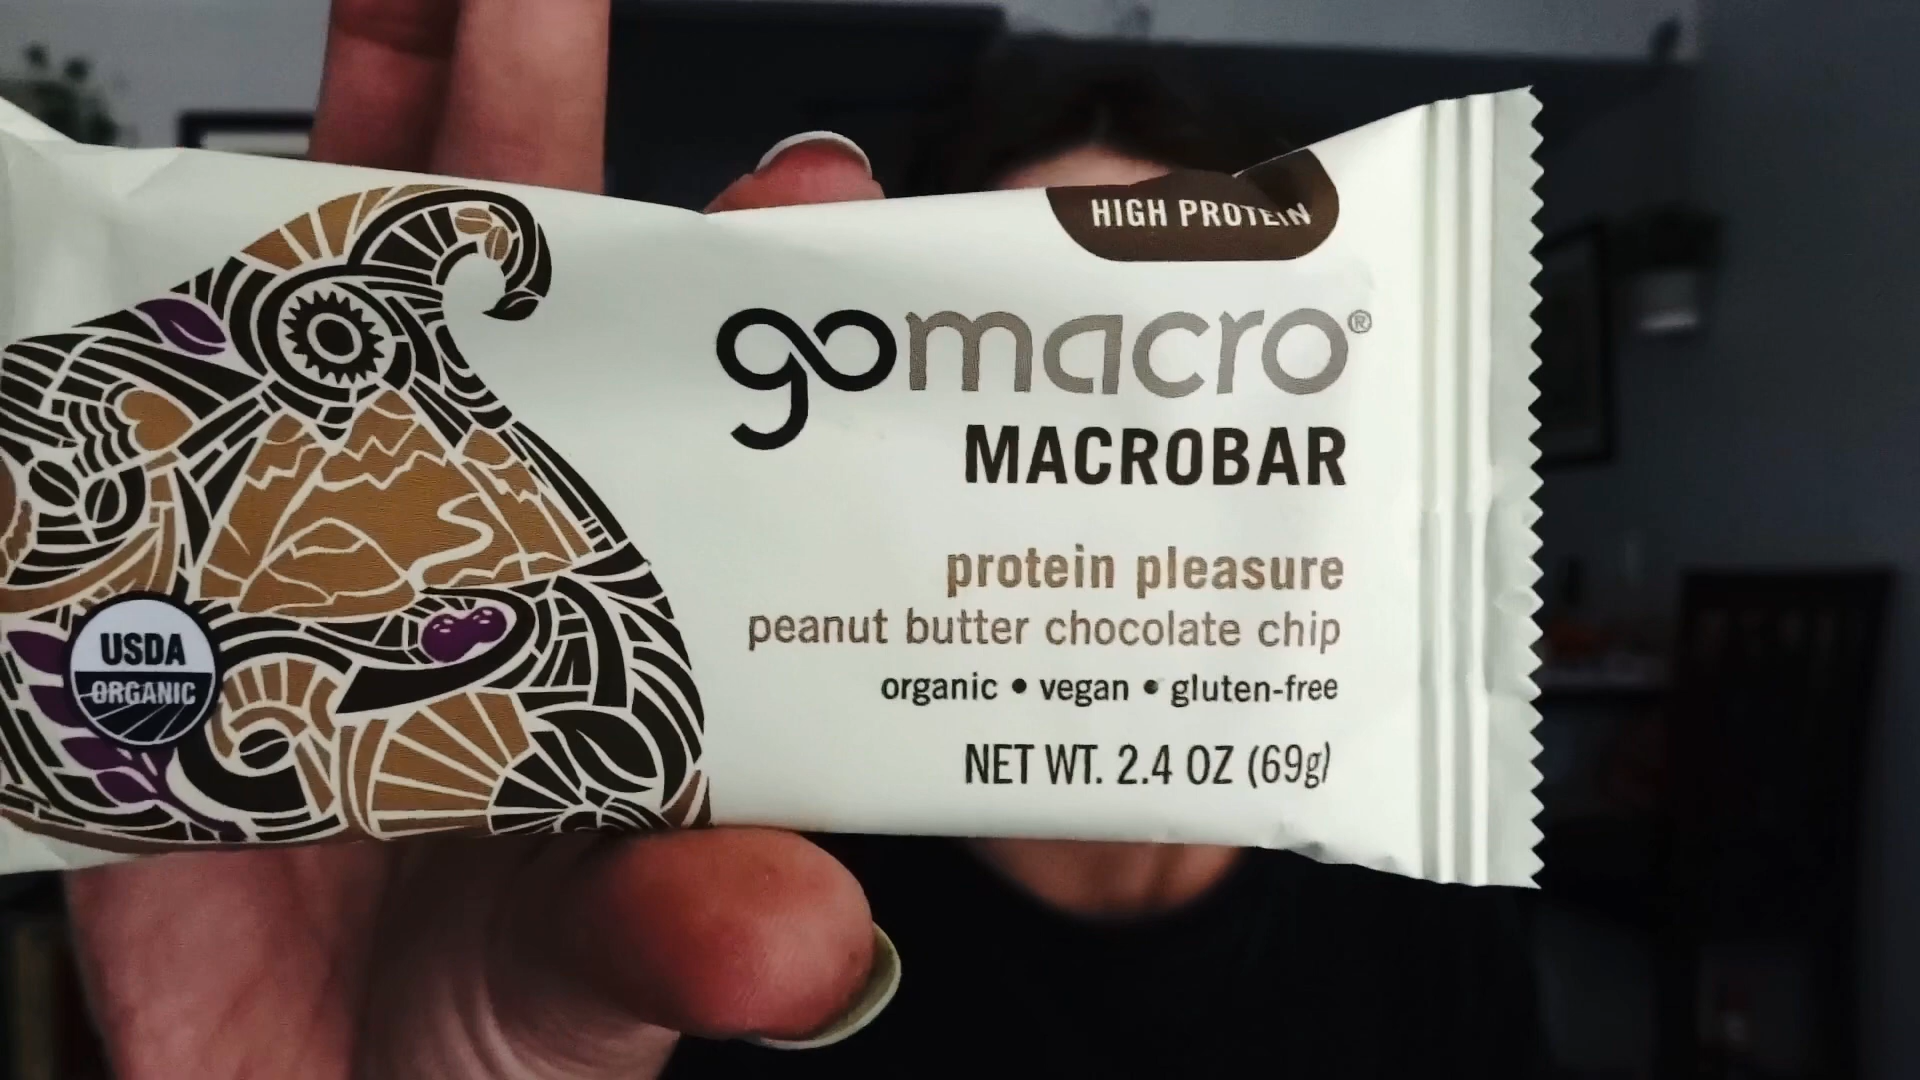 HIGH PROTEIN
gomacro®
MACROBAR
protein pleasure
peanut butter chocolate chip
organic • vegan • gluten-free
NET WT. 2.4 OZ (69g)
USDA
ORGANIC